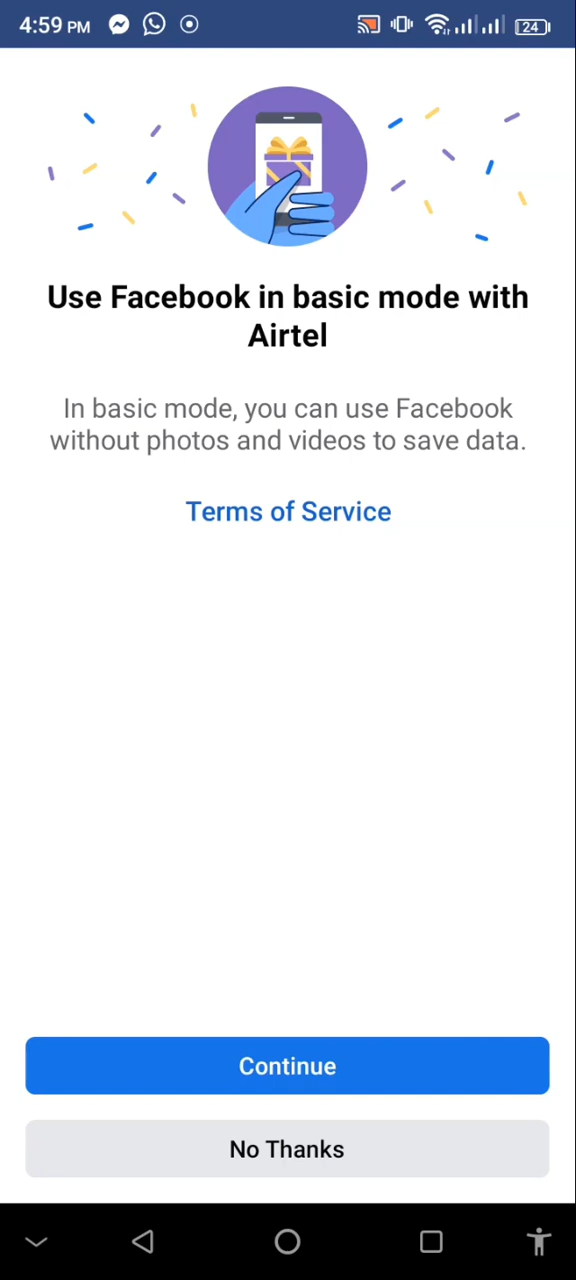 4:59 PM
24
Use Facebook in basic mode with
Airtel
In basic mode, you can use Facebook
without photos and videos to save data.
Terms of Service
Continue
No Thanks